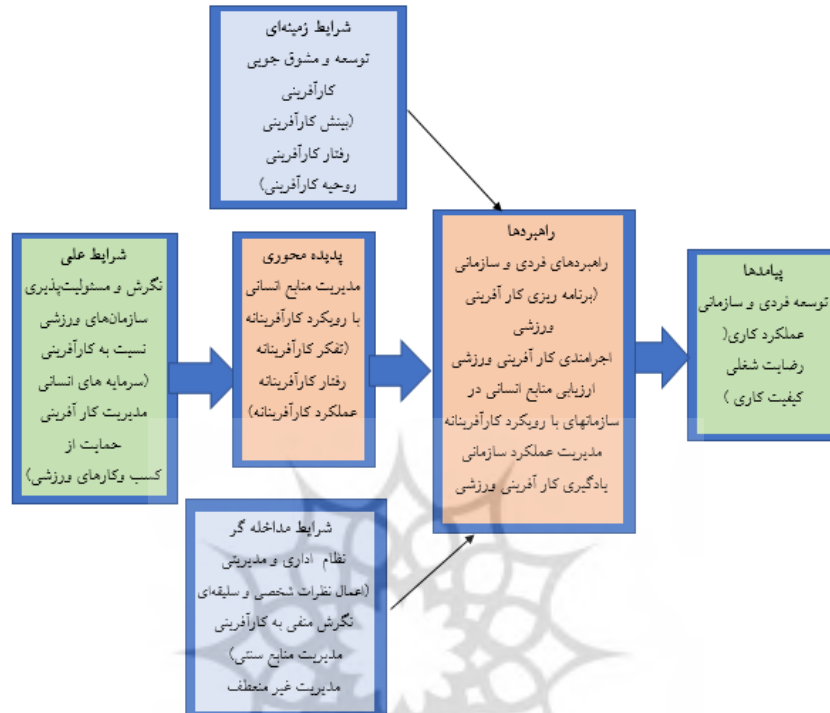 شرایط زمینه‌ای
توسعه و مشوق جویی
کارآفرینی
(بینش کارآفرینی
رفتار کارآفرینی
روحیه کارآفرینی)
شرایط علی
نگرش و مسئولیت‌پذیری
سازمان‌های ورزشی
نسبت به کارآفرینی
(سرمایه های انسانی
مدیریت کار آفرینی
حمایت از
کسب وکارهای ورزشی)
پدیده محوری
مدیریت منابع انسانی
با رویکرد کارآفرینانه
(تفکر کارآفرینانه
رفتار کارآفرینانه
عملکرد کارآفرینانه)
راهبردها
راهبردهای فردی و سازمانی
(برنامه ریزی کار آفرینی
ورزشی
اجرامندی کار آفرینی ورزشی
ارزیابی منابع انسانی در
سازمانهای با رویکرد کارآفرینانه
مدیریت عملکرد سازمانی
یادگیری کار آفرینی ورزشی
پیامدها
توسعه فردی و سازمانی
عملکرد کاری(
رضایت شغلی
کیفیت کاری )
شرایط مداخله گر
نظام اداری و مدیریتی
(اعمال نظرات شخصی و سلیقه‌ای
نگرش منفی به کارآفرینی
مدیریت منابع سنتی)
مدیریت غیر منعطف